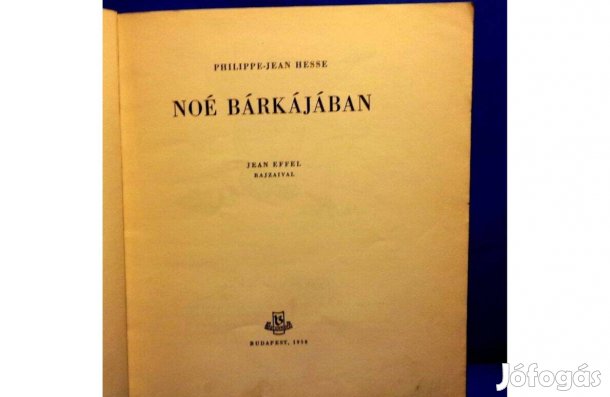 PHILIPPE-JEAN HESSE
NOÉ BÁRKÁJÁBAN
JEAN EFFEL
RAJZAIVAL
BUDAPEST, 1958
Jófogás